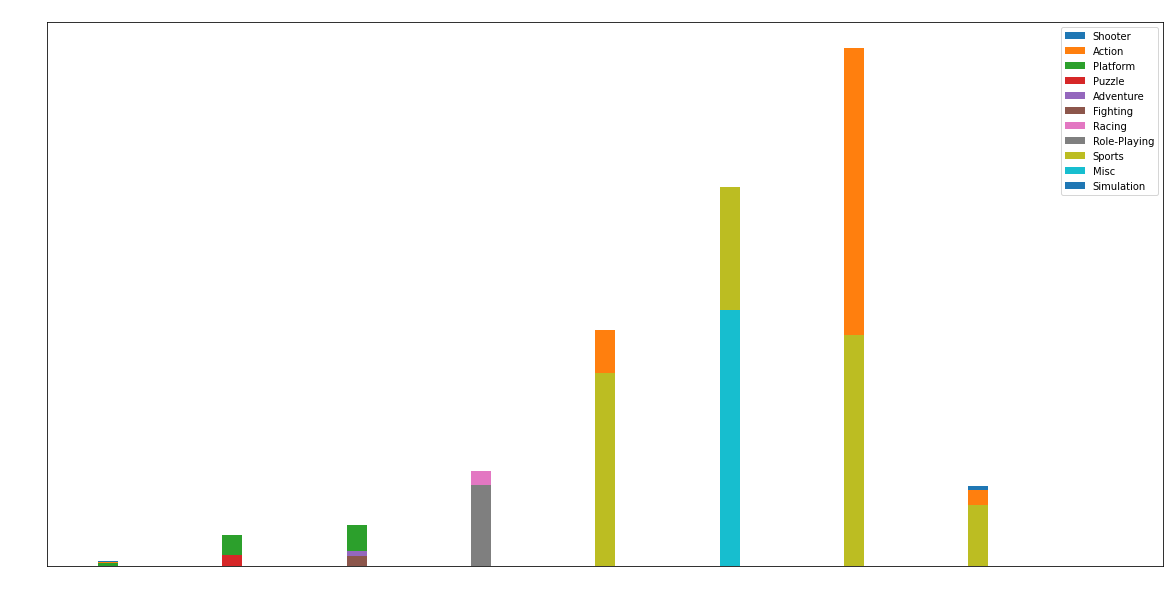 Shooter
Action
Platform
Puzzle
Adventure
Fighting
Racing
Role-Playing
Sports
Misc
Simulation